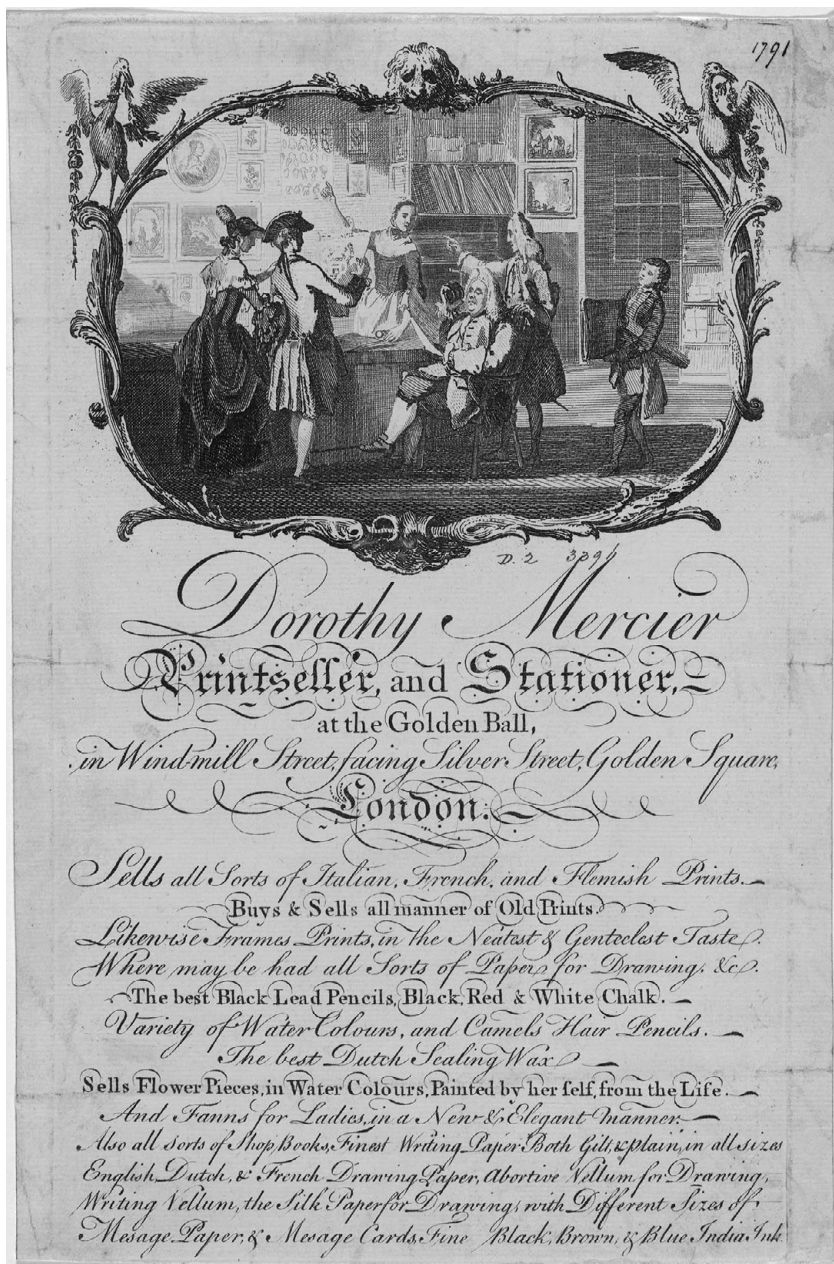 1791
D. 2 3396
Dorothy Mercier
Printseller, and Stationer,
at the Golden Ball,
in Windmill Street, facing Silver Street, Golden Square,
London.
Sells all Sorts of Italian, French, and Flemish Prints.
Buys & Sells all manner of Old Prints.
Likewise Frames Prints, in the Neatest & Genteelest Taste.
Where may be had all Sorts of Paper for Drawing, &c.
The best Black Lead Pencils, Black, Red & White Chalk.
Variety of Water Colours, and Camels Hair Pencils.
The best Dutch Sealing Wax
Sells Flower Pieces, in Water Colours, Painted by her self, from the Life.
And Fanns for Ladies, in a New & Elegant manner.
Also all sorts of Shop, Books, Finest Writing Paper Both Gilt, & plain, in all sizes
English, Dutch, & French Drawing Paper, Abortive Vellum for Drawing,
Writing Vellum, the Silk Paper for Drawing, with Different Sizes of
Mesage Paper, & Mesage Cards, Fine Black, Brown, & Blue India Ink